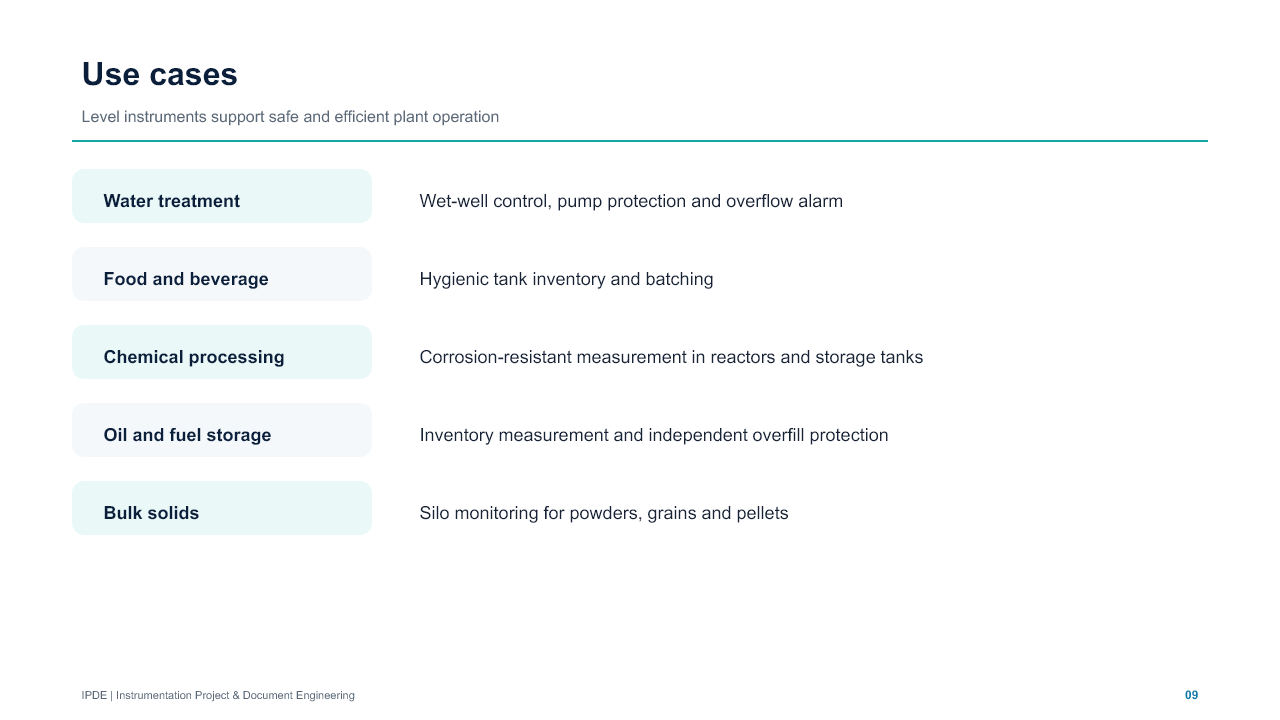 Use cases
Level instruments support safe and efficient plant operation
Water treatment
Wet-well control, pump protection and overflow alarm
Food and beverage
Hygienic tank inventory and batching
Chemical processing
Corrosion-resistant measurement in reactors and storage tanks
Oil and fuel storage
Inventory measurement and independent overfill protection
Bulk solids
Silo monitoring for powders, grains and pellets
IPDE | Instrumentation Project & Document Engineering
09